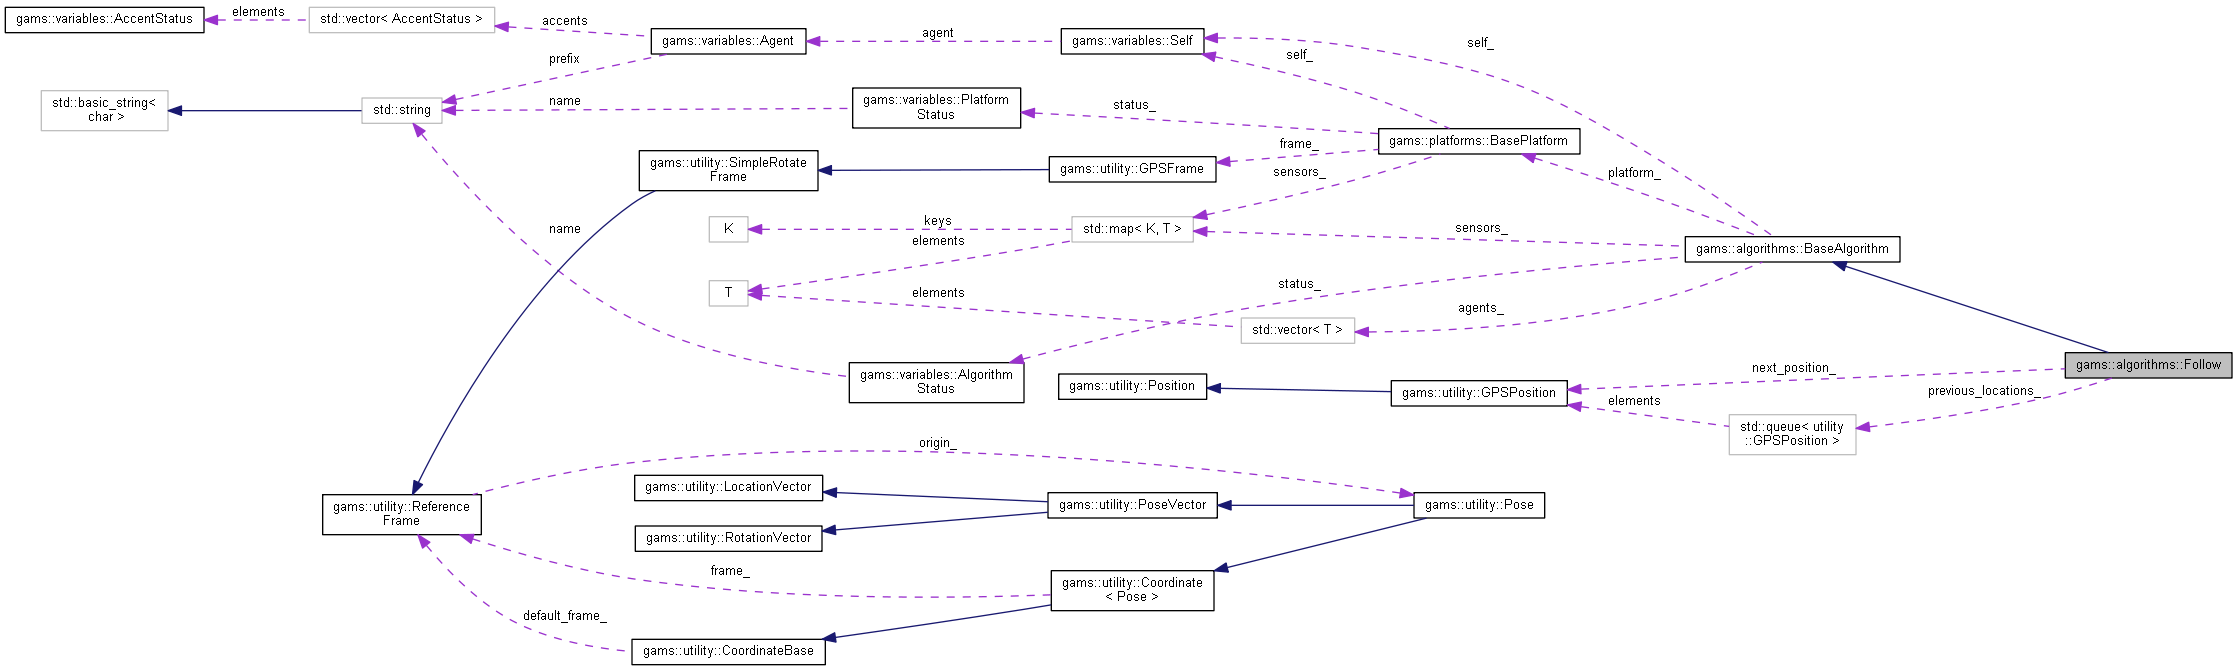 gams::variables::AccentStatus
elements
std::vector< AccentStatus >
accents
gams::variables::Agent
agent
gams::variables::Self
self_
self_
prefix
std::basic_string<
char >
std::string
name
gams::variables::Platform
Status
status_
gams::platforms::BasePlatform
frame_
gams::utility::SimpleRotate
Frame
gams::utility::GPSFrame
sensors_
platform_
K
keys
std::map< K, T >
sensors_
name
elements
gams::algorithms::BaseAlgorithm
T
elements
status_
agents_
std::vector< T >
gams::variables::Algorithm
Status
gams::utility::Position
gams::utility::GPSPosition
next_position_
gams::algorithms::Follow
elements
previous_locations_
std::queue< utility
::GPSPosition >
origin_
gams::utility::LocationVector
gams::utility::Reference
Frame
gams::utility::PoseVector
gams::utility::Pose
gams::utility::RotationVector
frame_
gams::utility::Coordinate
< Pose >
default_frame_
gams::utility::CoordinateBase